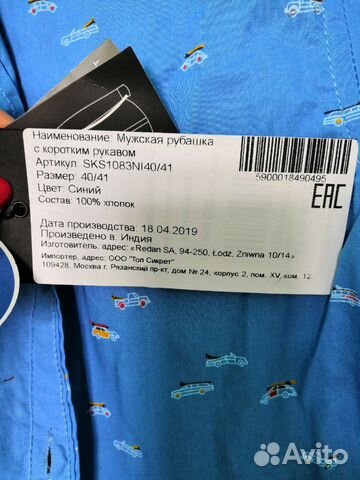 Наименование: Мужская рубашка
с коротким рукавом
Артикул: SKS1083NI40/41
Размер: 40/41
Цвет: Синий
Состав: 100% хлопок
5900018490495
EAC
Дата производства: 18.04.2019
Произведено в: Индия
Изготовитель, адрес: «Redan SA, 94-250, Łodz, Zniwna 10/14»
Импортер, адрес: ООО "Топ Сикрет"
109428, Москва г, Рязанский пр-кт, дом № 24, корпус 2, пом. XV, ком. 12
Avito